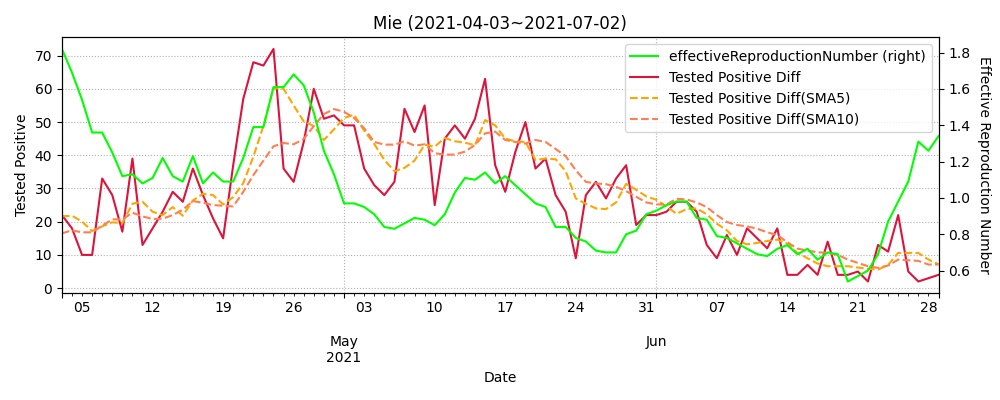 Mie (2021-04-03~2021-07-02)
effectiveReproductionNumber (right)
Tested Positive Diff
Tested Positive Diff(SMA5)
Tested Positive Diff(SMA10)
Tested Positive
70
60
50
40
30
20
10
0
Effective Reproduction Number
1.8
1.6
1.4
1.2
1.0
0.8
0.6
05 12 19 26 03 10 17 24 31 07 14 21 28
May Jun
2021
Date